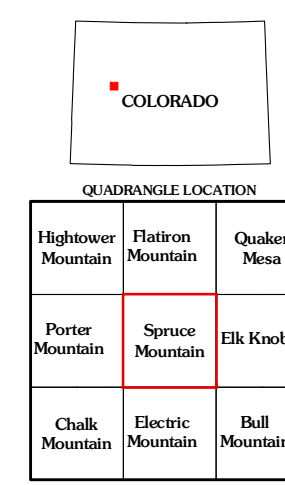 COLORADO
QUADRANGLE LOCATION
Hightower Flatiron Quaker
Mountain Mountain Mesa
Porter Spruce Elk Knob
Mountain Mountain
Chalk Electric Bull
Mountain Mountain Mountain